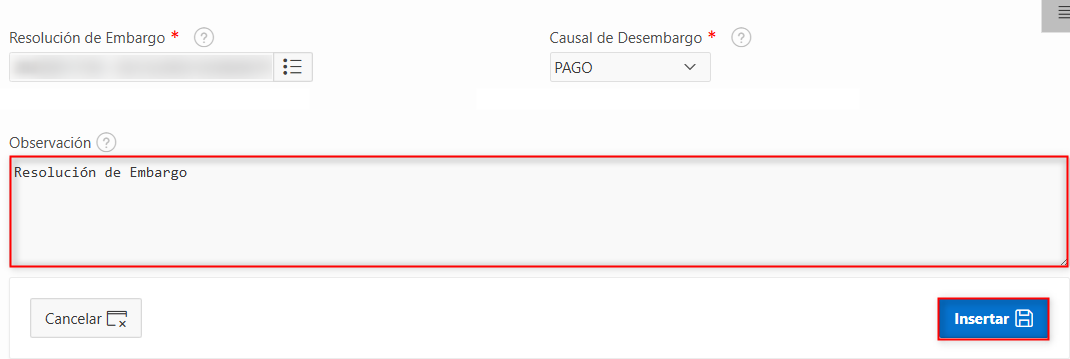 Resolución de Embargo * ?
Causal de Desembargo * ?
PAGO
Observación ?
Resolución de Embargo
Cancelar
Insertar